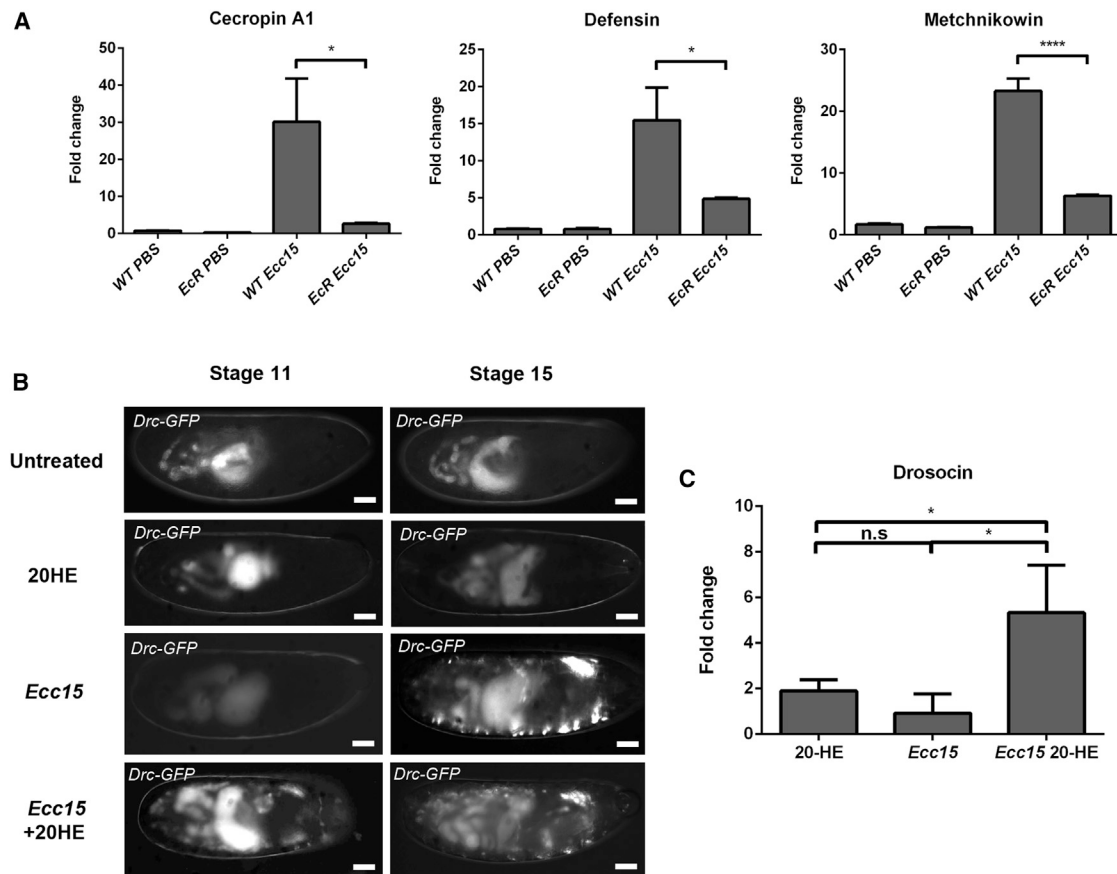 A
Cecropin A1
Fold change
50
40
30
20
10
0
*
WT PBS
EcR PBS
WT Ecc15
EcR Ecc15
Defensin
Fold change
25
20
15
10
5
0
*
WT PBS
EcR PBS
WT Ecc15
EcR Ecc15
Metchnikowin
Fold change
30
20
10
0
****
WT PBS
EcR PBS
WT Ecc15
EcR Ecc15
B
Stage 11
Stage 15
Untreated
Drc-GFP
Drc-GFP
20HE
Drc-GFP
Drc-GFP
Ecc15
Drc-GFP
Drc-GFP
Ecc15
+20HE
Drc-GFP
Drc-GFP
C
Drosocin
Fold change
10
8
6
4
2
0
*
n.s
*
20-HE
Ecc15
Ecc15 20-HE